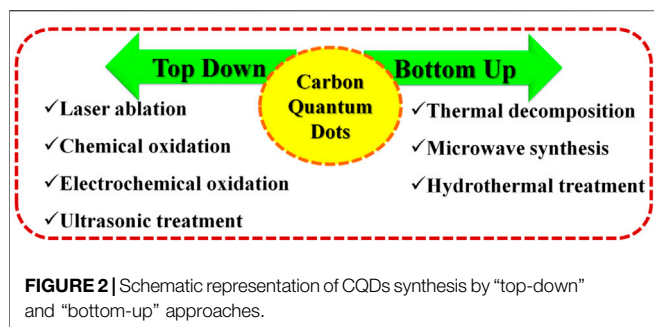 Top Down
Carbon
Quantum
Dots
Bottom Up
✓Laser ablation
✓Chemical oxidation
✓Electrochemical oxidation
✓Ultrasonic treatment
✓Thermal decomposition
✓Microwave synthesis
✓Hydrothermal treatment
FIGURE 2 | Schematic representation of CQDs synthesis by “top-down”
and “bottom-up” approaches.